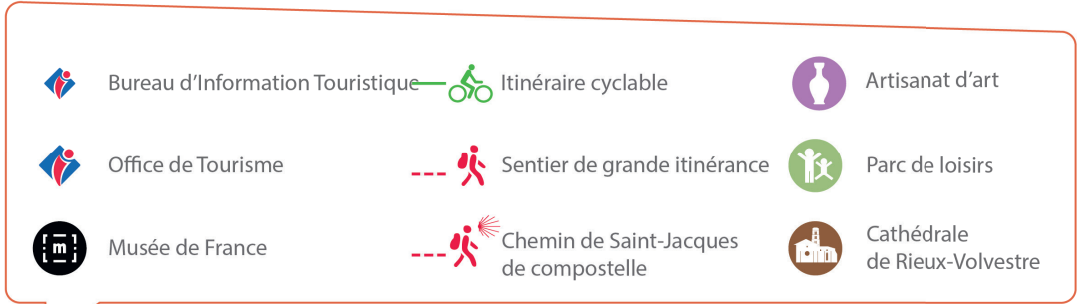 Bureau d'Information Touristique
Itinéraire cyclable
Artisanat d'art
Office de Tourisme
Sentier de grande itinérance
Parc de loisirs
m
Musée de France
Chemin de Saint-Jacques
de compostelle
Cathédrale
de Rieux-Volvestre